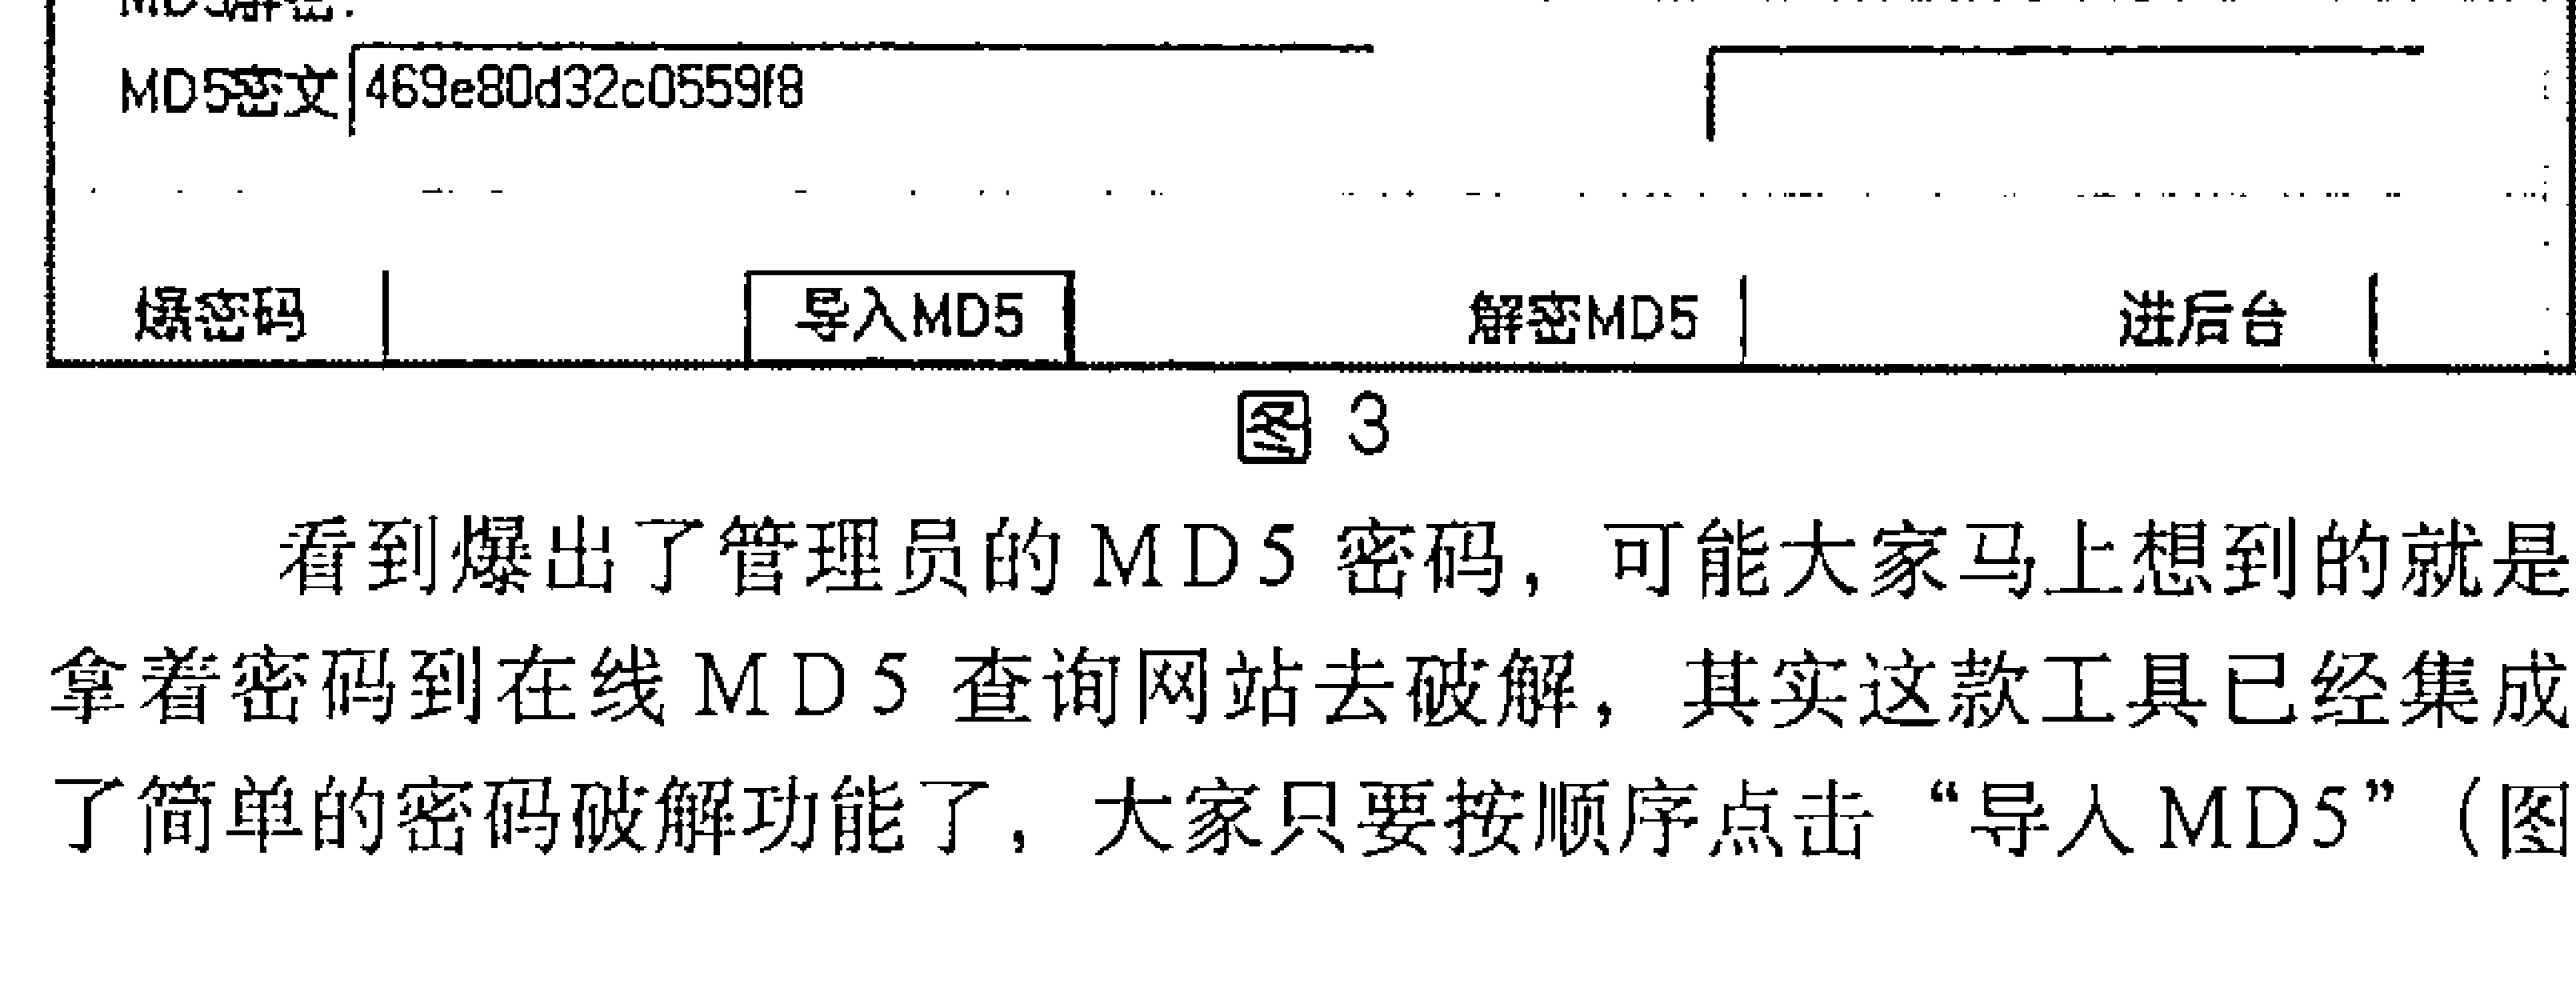 MD5解密:
MD5密文 469e80d32c0559f8
爆密码 导入MD5 解密MD5 进后台
图 3
看到爆出了管理员的 MD5 密码，可能大家马上想到的就是
拿着密码到在线 MD5 查询网站去破解，其实这款工具已经集成
了简单的密码破解功能了，大家只要按顺序点击“导入MD5”（图